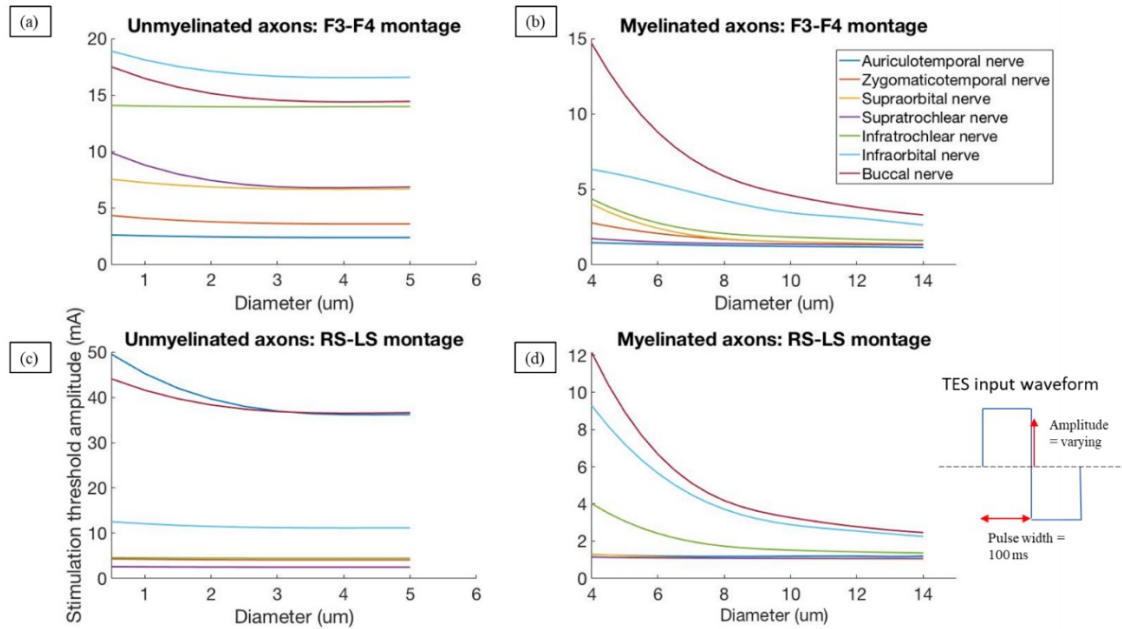 (a)
Unmyelinated axons: F3-F4 montage
20
15
10
5
0
1
2
3
4
5
6
Diameter (um)
(b)
Myelinated axons: F3-F4 montage
15
10
5
0
4
6
8
10
12
14
Diameter (um)
Auriculotemporal nerve
Zygomaticotemporal nerve
Supraorbital nerve
Supratrochlear nerve
Infratrochlear nerve
Infraorbital nerve
Buccal nerve
Stimulation threshold amplitude (mA)
(c)
Unmyelinated axons: RS-LS montage
50
40
30
20
10
0
1
2
3
4
5
6
Diameter (um)
(d)
Myelinated axons: RS-LS montage
12
10
8
6
4
2
0
4
6
8
10
12
14
Diameter (um)
TES input waveform
Amplitude
= varying
Pulse width =
100 ms